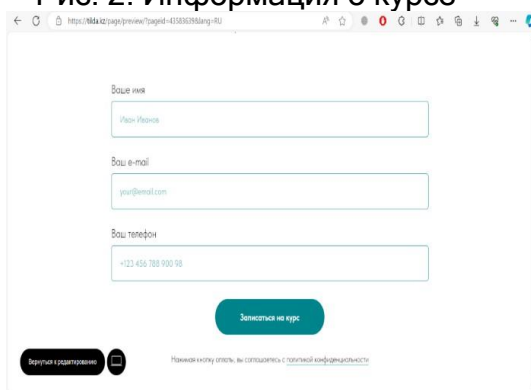 Рис. 2. Информация о курсе
https://tilda.kz/page/preview/?pageid=43583639&lang=RU
Ваше имя
Иван Иванов
Ваш e-mail
your@email.com
Ваш телефон
+123 456 788 900 98
Записаться на курс
Вернуться к редактированию
Нажимая кнопку оплаты, вы соглашаетесь с политикой конфиденциальности